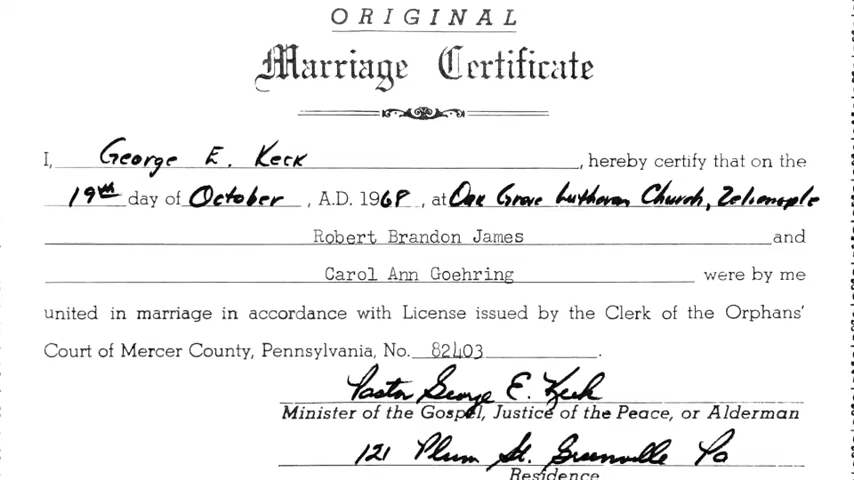 ORIGINAL
Marriage Certificate
I, George E. Keck, hereby certify that on the
19th day of October, A.D. 1968, at Oak Grove Lutheran Church, Zelienople
Robert Brandon James and
Carol Ann Goehring were by me
united in marriage in accordance with License issued by the Clerk of the Orphans'
Court of Mercer County, Pennsylvania, No. 82403.
Pastor George E. Keck
Minister of the Gospel, Justice of the Peace, or Alderman
121 Plum St. Greenville Pa
Residence